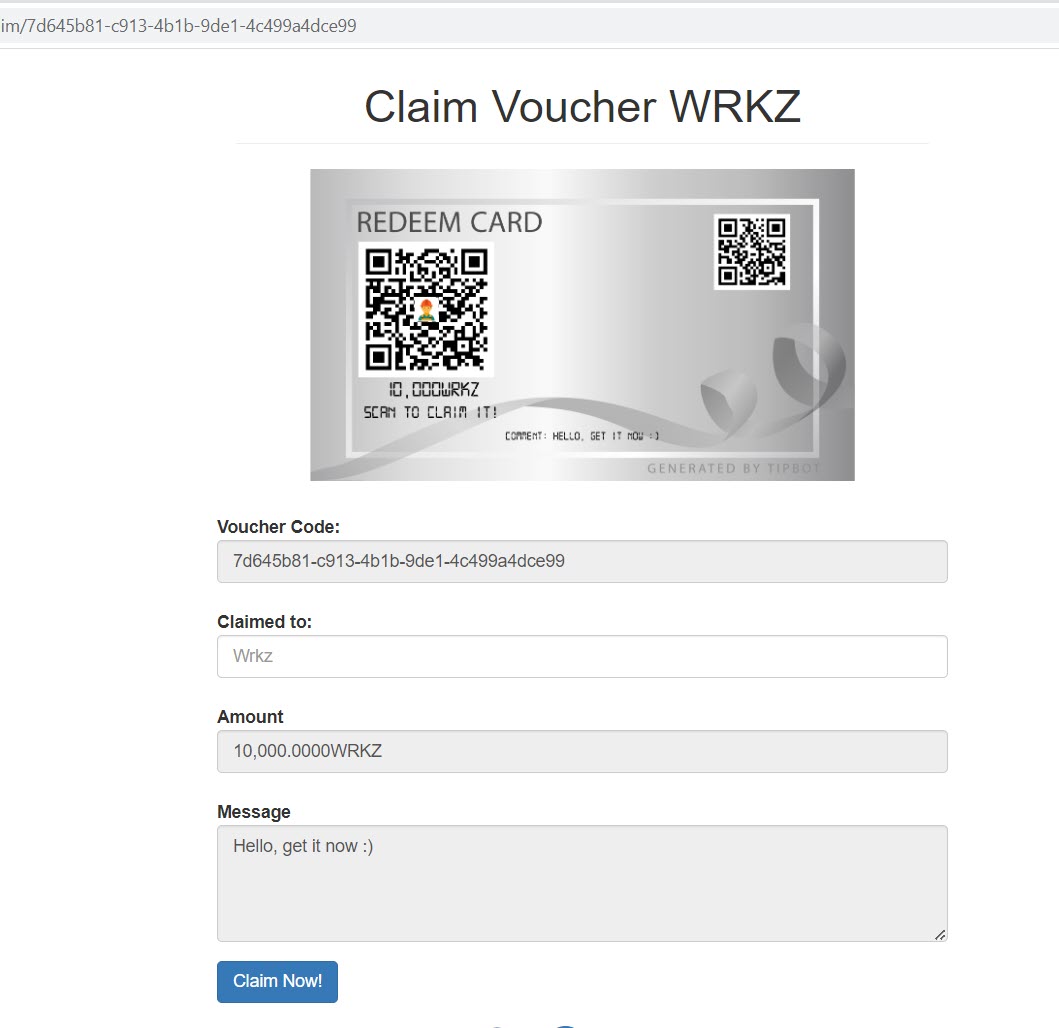 im/7d645b81-c913-4b1b-9de1-4c499a4dce99
Claim Voucher WRKZ
REDEEM CARD
10,000WRKZ
SCAN TO CLAIM IT!
COMMENT: HELLO, GET IT NOW :)
GENERATED BY TIPBOT
Voucher Code:
7d645b81-c913-4b1b-9de1-4c499a4dce99
Claimed to:
Wrkz
Amount
10,000.0000WRKZ
Message
Hello, get it now :)
Claim Now!